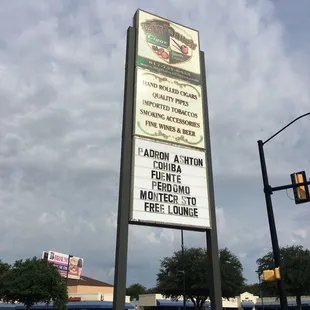 HAND ROLLED CIGARS
QUALITY PIPES
IMPORTED TOBACCOS
SMOKING ACCESSORIES
FINE WINES & BEER
PADRON ASHTON
COHIBA
FUENTE
PERDOMO
MONTECR STO
FREE LOUNGE